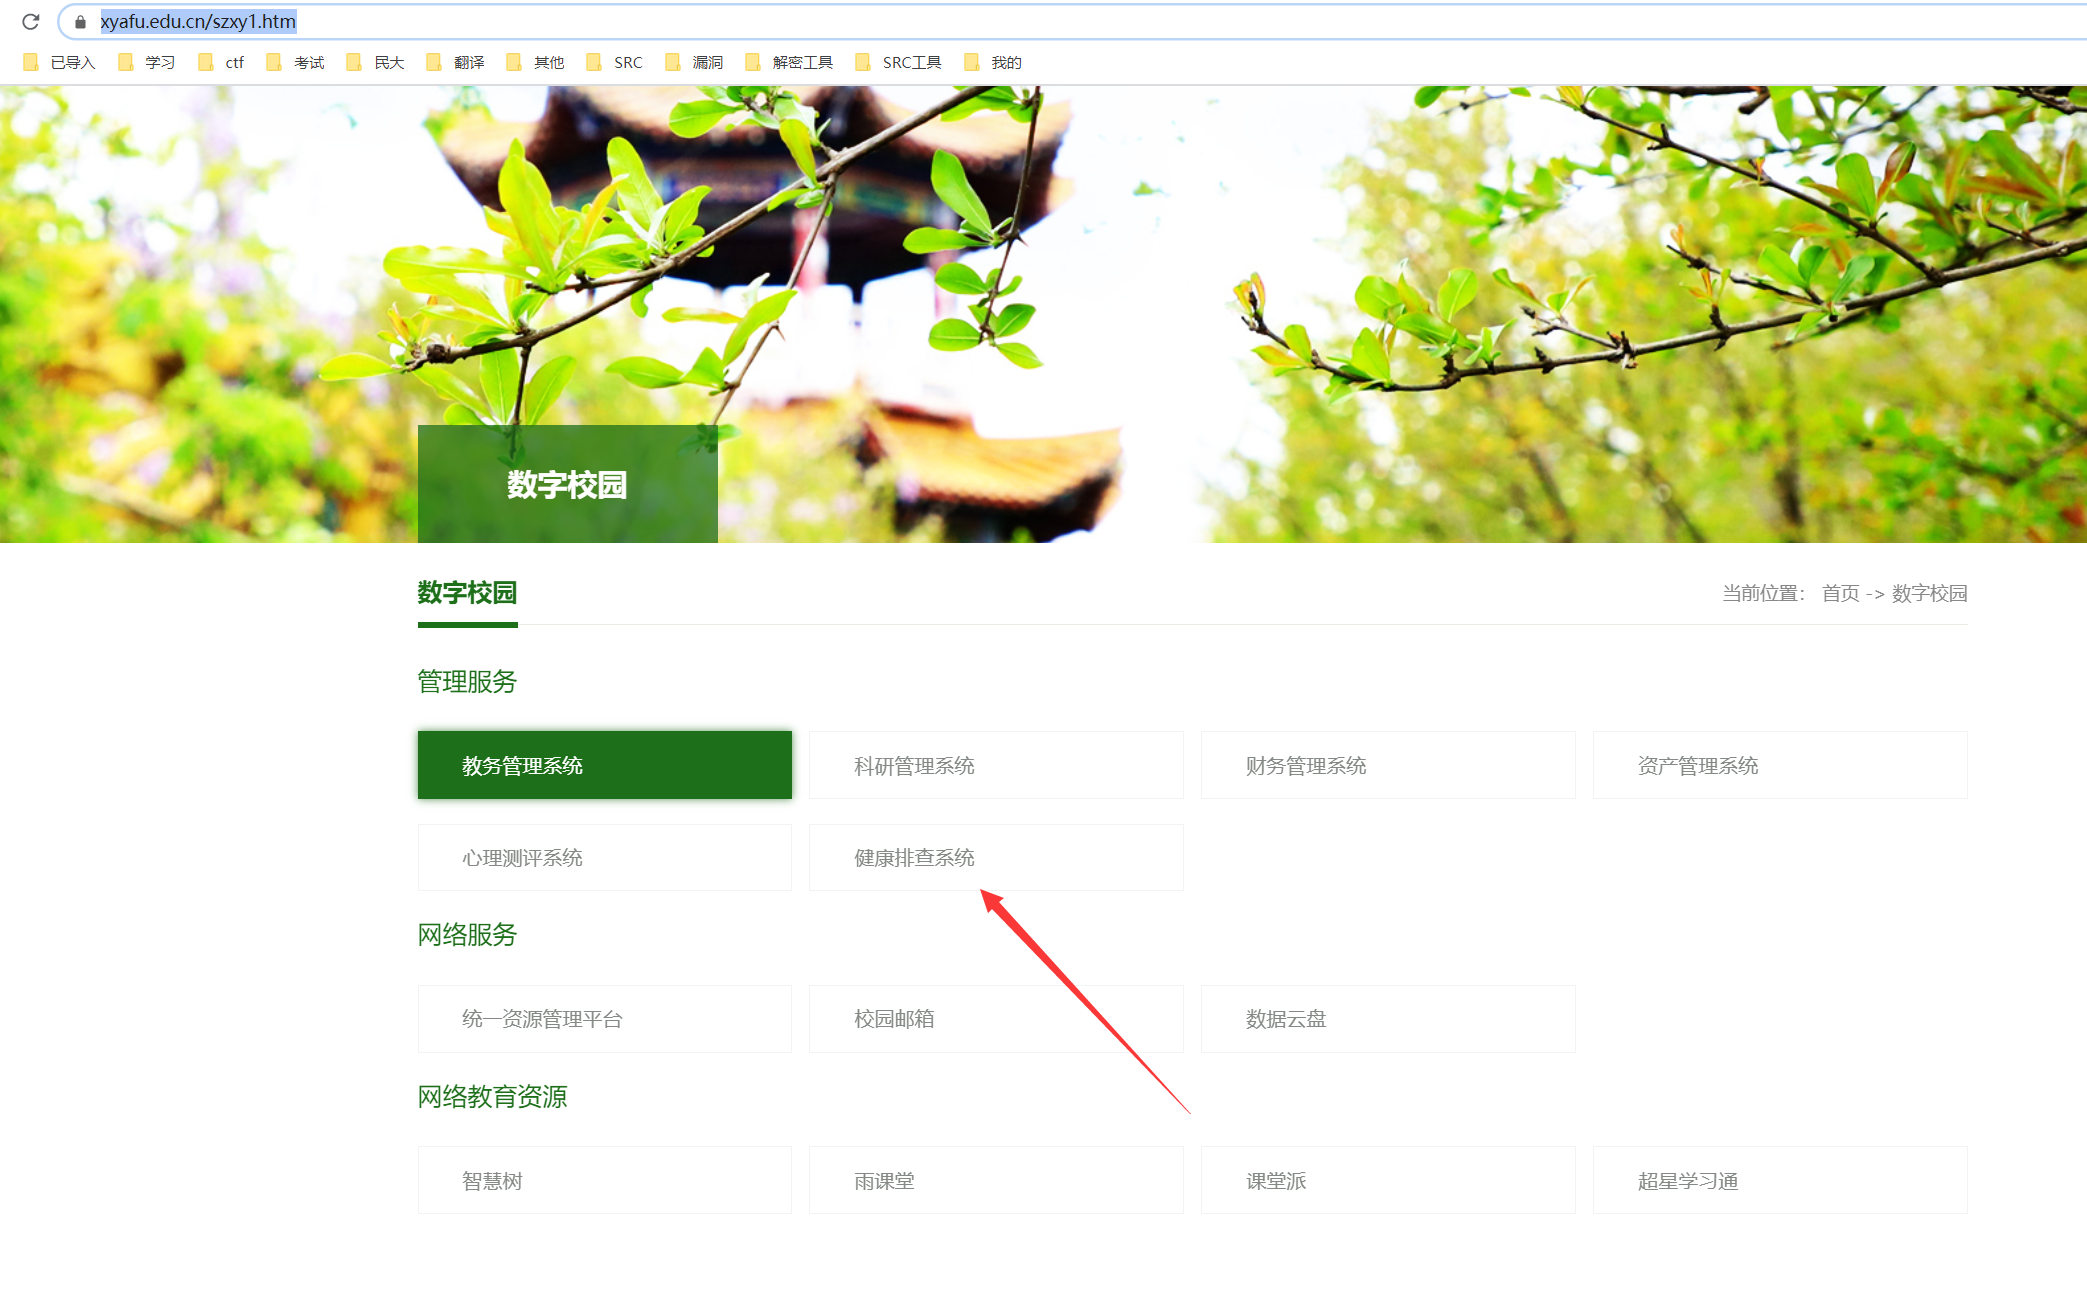 xyafu.edu.cn/szxy1.htm
已导入 学习 ctf 考试 民大 翻译 其他 SRC 漏洞 解密工具 SRC工具 我的
数字校园
数字校园 当前位置： 首页 -> 数字校园
管理服务
教务管理系统 科研管理系统 财务管理系统 资产管理系统
心理测评系统 健康排查系统
网络服务
统一资源管理平台 校园邮箱 数据云盘
网络教育资源
智慧树 雨课堂 课堂派 超星学习通